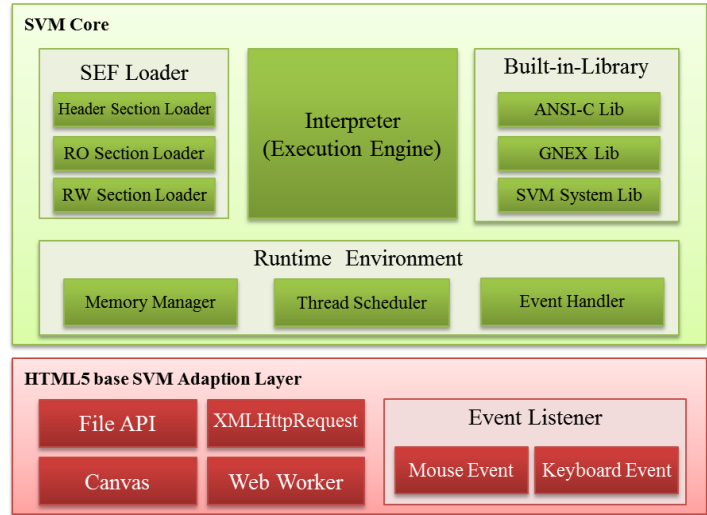 SVM Core
SEF Loader
Header Section Loader
RO Section Loader
RW Section Loader
Interpreter
(Execution Engine)
Built-in-Library
ANSI-C Lib
GNEX Lib
SVM System Lib
Runtime Environment
Memory Manager
Thread Scheduler
Event Handler
HTML5 base SVM Adaption Layer
File API
XMLHttpRequest
Canvas
Web Worker
Event Listener
Mouse Event
Keyboard Event